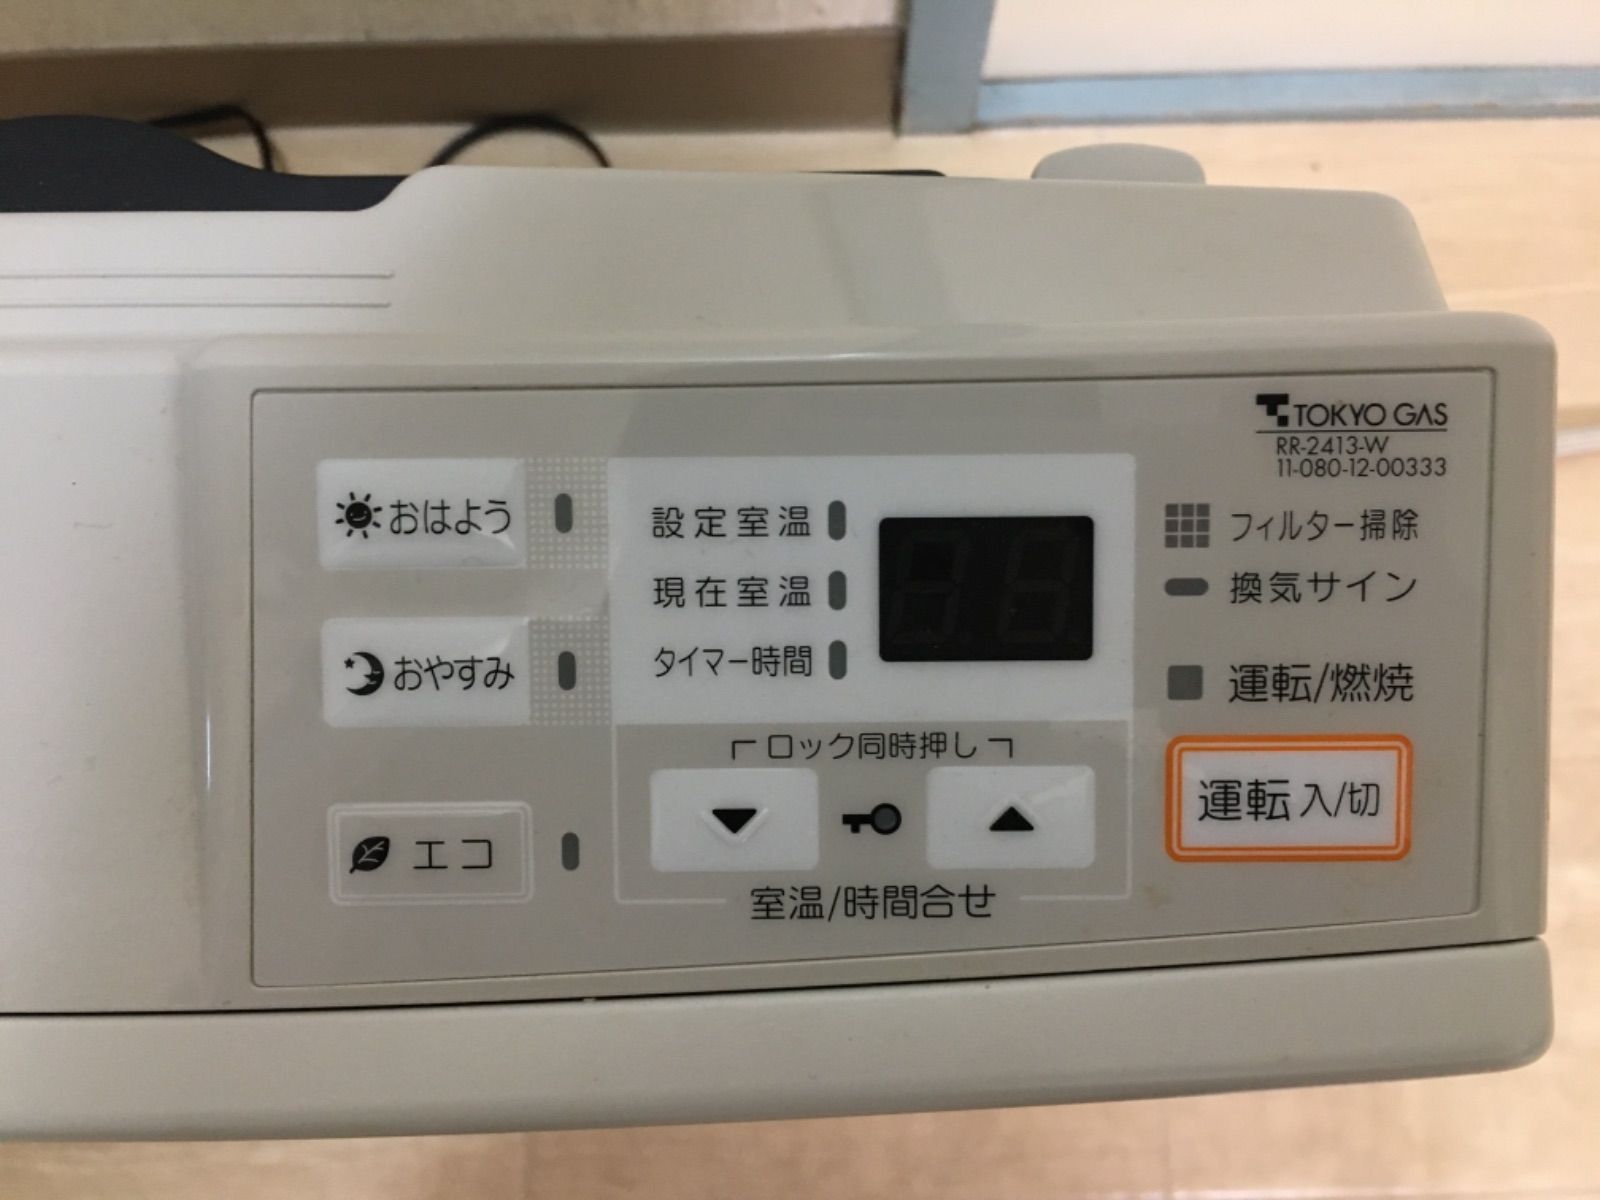 TOKYO GAS
RR-2413-W
11-080-12-00333
おはよう
おやすみ
エコ
設定室温
現在室温
タイマー時間
ロック同時押し
室温/時間合せ
フィルター掃除
換気サイン
運転/燃焼
運転 入/切